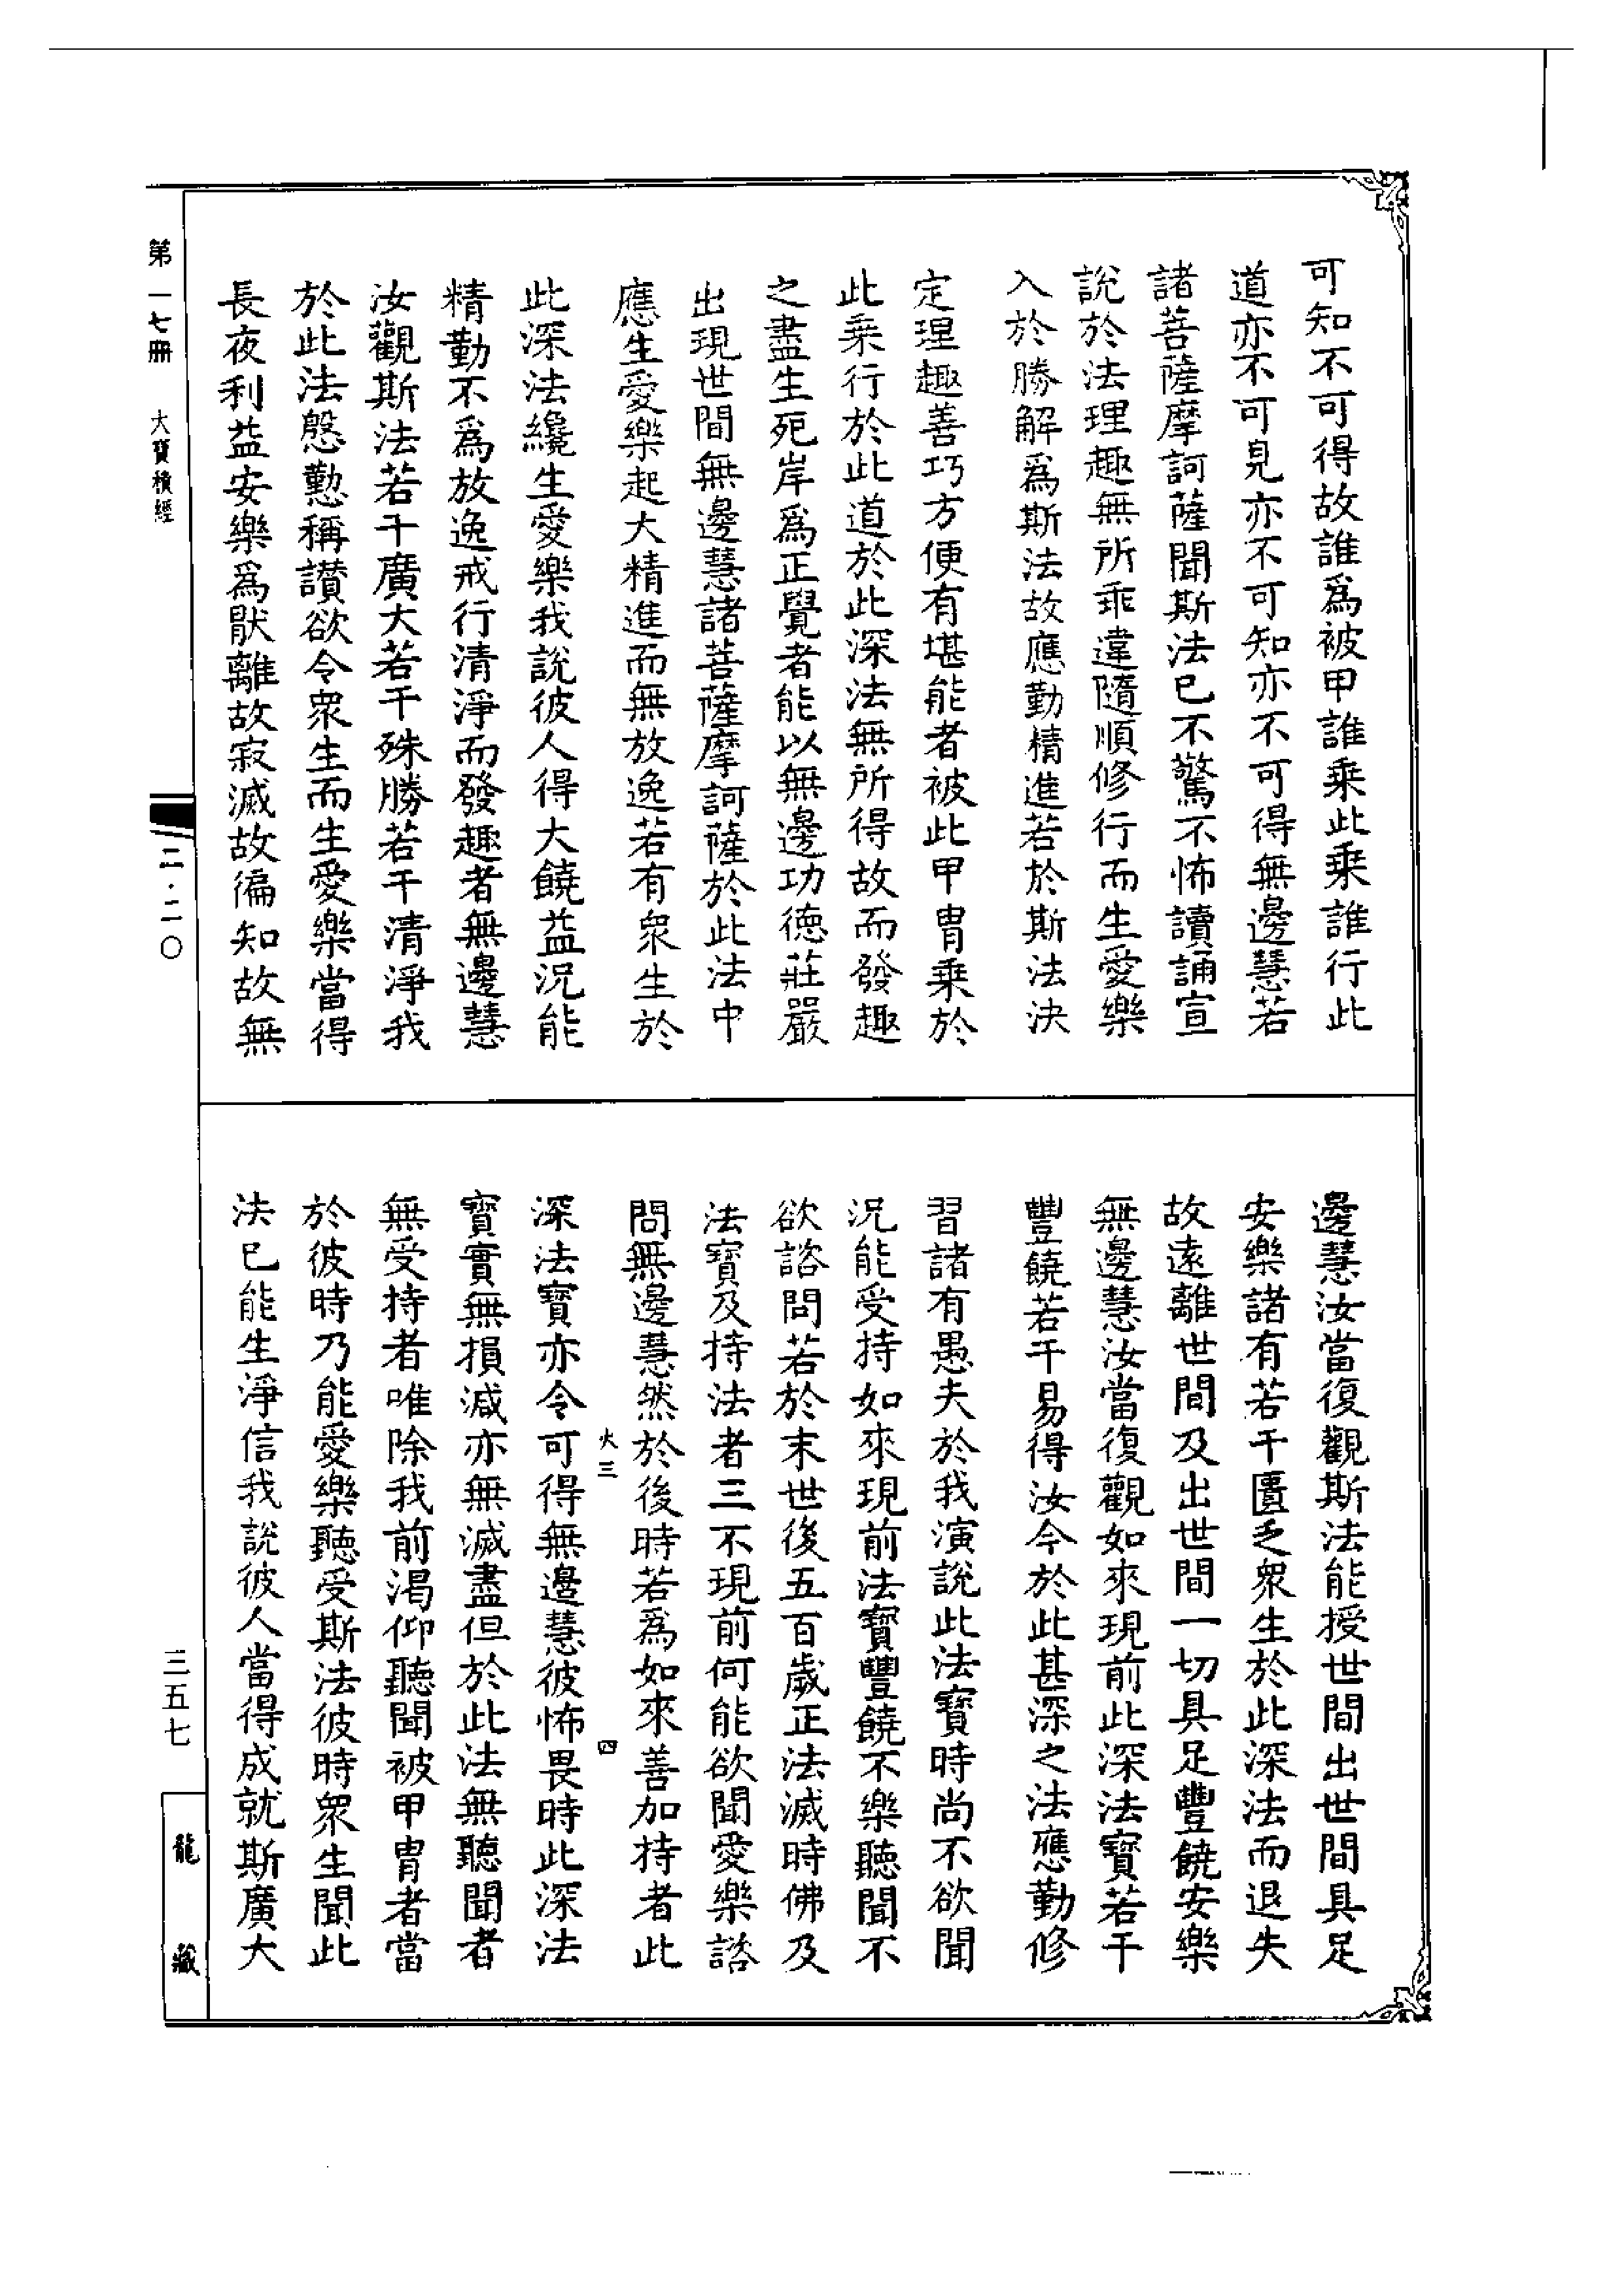 可知不可得故誰爲被甲誰乘此乘誰行此
道亦不可見亦不可知亦不可得無邊慧若
諸菩薩摩訶薩聞斯法已不驚不怖讀誦宣
說於法理趣無所乖違隨順修行而生愛樂
入於勝解爲斯法故應勤精進若於斯法決
定理趣善巧方便有堪能者被此甲冑乘於
此乘行於此道於此深法無所得故而發趣
之盡生死岸爲正覺者能以無邊功德莊嚴
出現世間無邊慧諸菩薩摩訶薩於此法中
應生愛樂起大精進而無放逸若有衆生於
此深法纔生愛樂我說彼人得大饒益況能
精勤不爲放逸戒行清淨而發趣者無邊慧
汝觀斯法若干廣大若干殊勝若干清淨我
於此法慇懃稱讚欲令衆生而生愛樂當得
長夜利益安樂爲猒離故寂滅故徧知故無
邊慧汝當復觀斯法能授世間出世間具足
安樂諸有若干匱乏衆生於此深法而退失
故遠離世間及出世間一切具足豐饒安樂
無邊慧汝當復觀如來現前此深法寶若干
豐饒若干易得汝今於此甚深之法應勤修
習諸有愚夫於我演說此法寶時尚不欲聞
況能受持如來現前法寶豐饒不樂聽聞不
欲諮問若於末世後五百歲正法滅時佛及
法寶及持法者三不現前何能欲聞愛樂諮
問無邊慧然於後時若爲如來善加持者此
火三
四
深法寶亦令可得無邊慧彼怖畏時此深法
寶實無損減亦無滅盡但於此法無聽聞者
無受持者唯除我前渴仰聽聞被甲冑者當
於彼時乃能愛樂聽受斯法彼時衆生聞此
法已能生淨信我說彼人當得成就斯廣大
第一七冊
大寶積經
二·二〇
三五七
龍藏